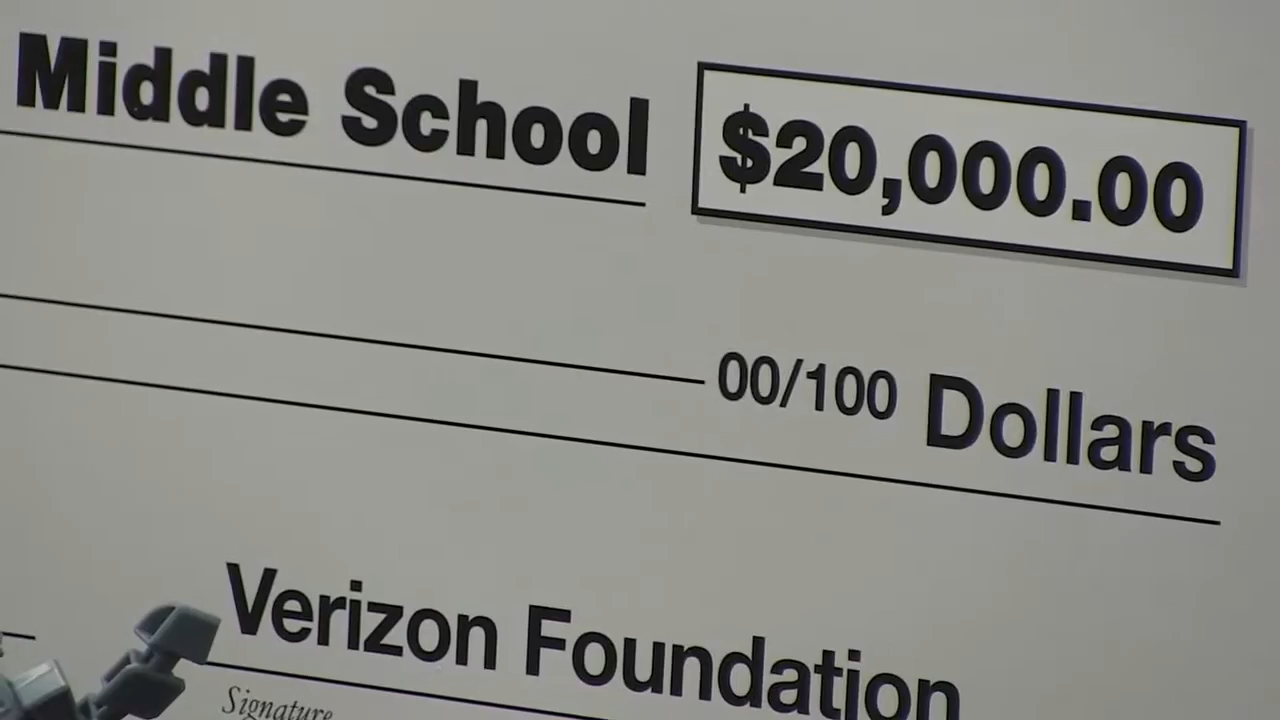 Middle School $20,000.00
00/100 Dollars
Verizon Foundation
Signature